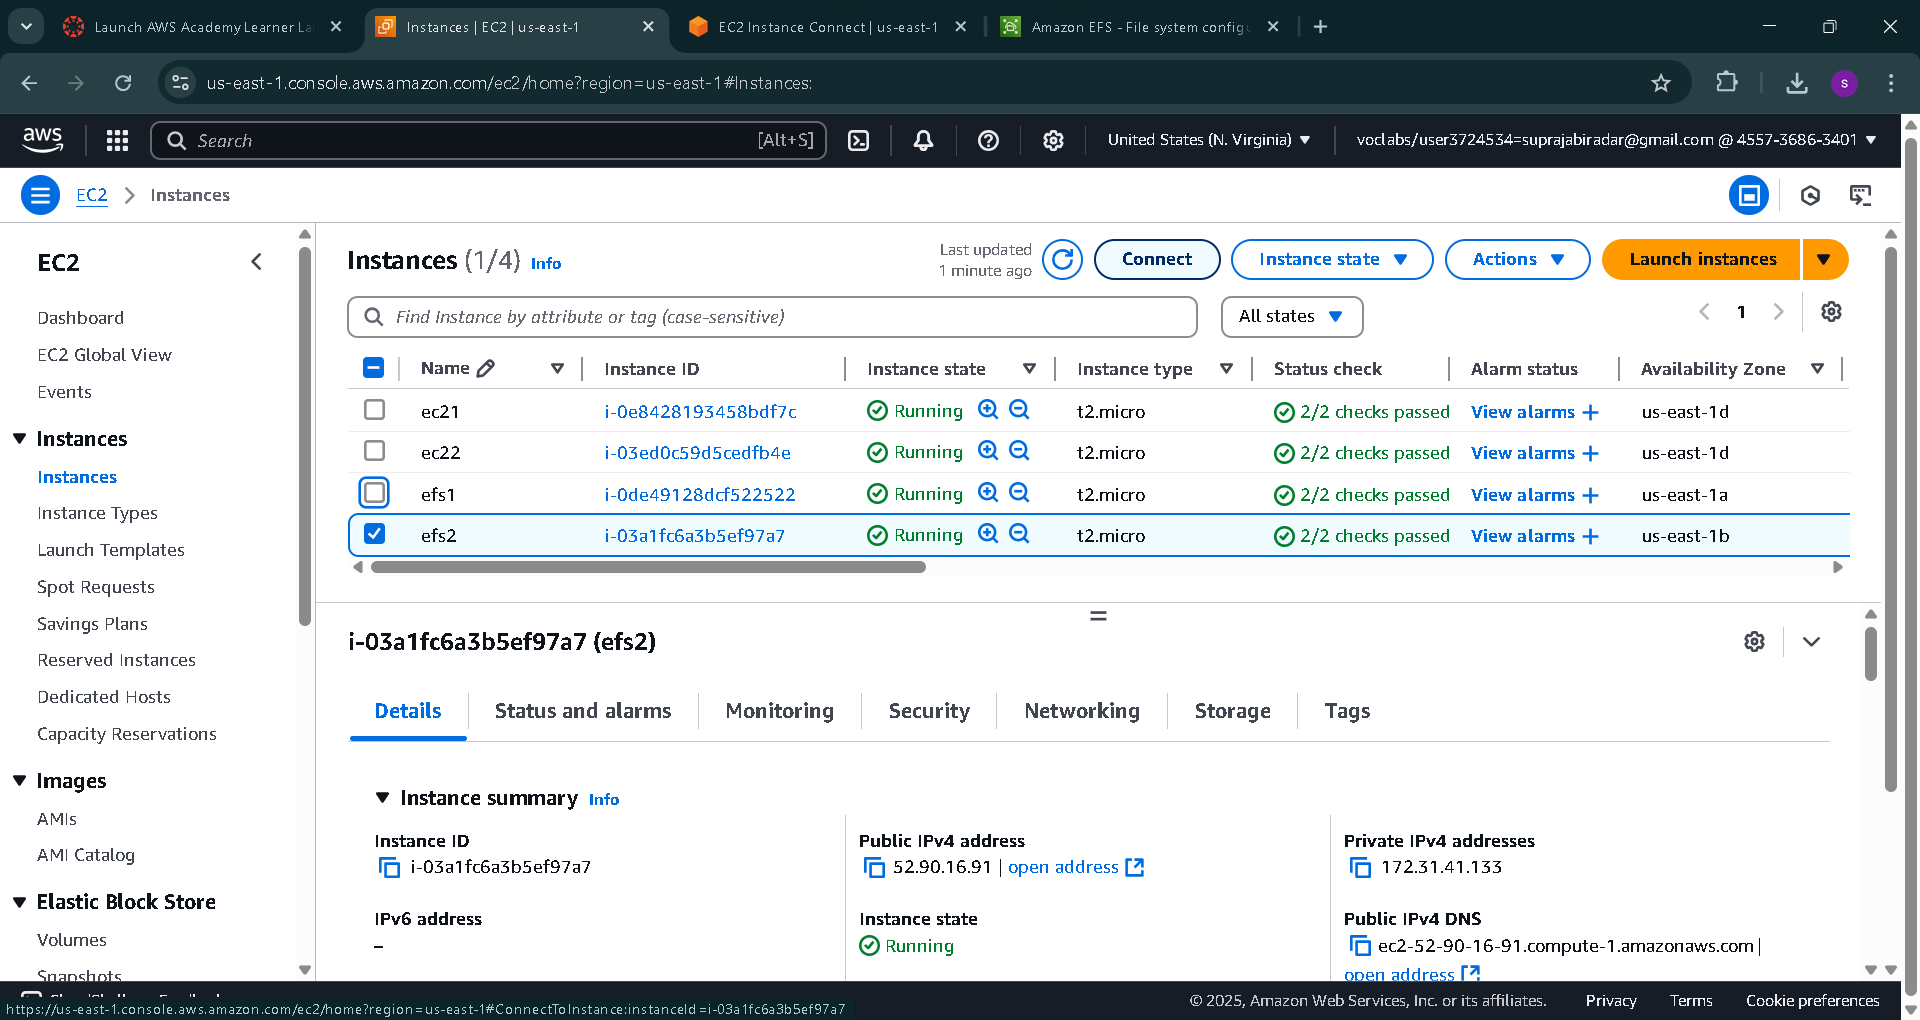 Launch AWS Academy Learner La
Instances | EC2 | us-east-1
EC2 Instance Connect | us-east-1
Amazon EFS - File system configu
us-east-1.console.aws.amazon.com/ec2/home?region=us-east-1#Instances:
S
aws
Search
[Alt+S]
United States (N. Virginia)
voclabs/user3724534=suprajabiradar@gmail.com @ 4557-3686-3401
EC2
Instances
EC2
Dashboard
EC2 Global View
Events
Instances
Instances
Instance Types
Launch Templates
Spot Requests
Savings Plans
Reserved Instances
Dedicated Hosts
Capacity Reservations
Images
AMIs
AMI Catalog
Elastic Block Store
Volumes
Snapshots
Instances (1/4) Info
Last updated
1 minute ago
Connect
Instance state
Actions
Launch instances
Find Instance by attribute or tag (case-sensitive)
All states
1
Name Instance ID Instance state Instance type Status check Alarm status Availability Zone
ec21 i-0e8428193458bdf7c Running t2.micro 2/2 checks passed View alarms + us-east-1d
ec22 i-03ed0c59d5cedfb4e Running t2.micro 2/2 checks passed View alarms + us-east-1d
efs1 i-0de49128dcf522522 Running t2.micro 2/2 checks passed View alarms + us-east-1a
efs2 i-03a1fc6a3b5ef97a7 Running t2.micro 2/2 checks passed View alarms + us-east-1b
i-03a1fc6a3b5ef97a7 (efs2)
Details
Status and alarms
Monitoring
Security
Networking
Storage
Tags
Instance summary Info
Instance ID
i-03a1fc6a3b5ef97a7
Public IPv4 address
52.90.16.91 | open address
Private IPv4 addresses
172.31.41.133
IPv6 address
–
Instance state
Running
Public IPv4 DNS
ec2-52-90-16-91.compute-1.amazonaws.com |
open address
https://us-east-1.console.aws.amazon.com/ec2/home?region=us-east-1#ConnectToInstance:instanceId=i-03a1fc6a3b5ef97a7
© 2025, Amazon Web Services, Inc. or its affiliates.
Privacy
Terms
Cookie preferences